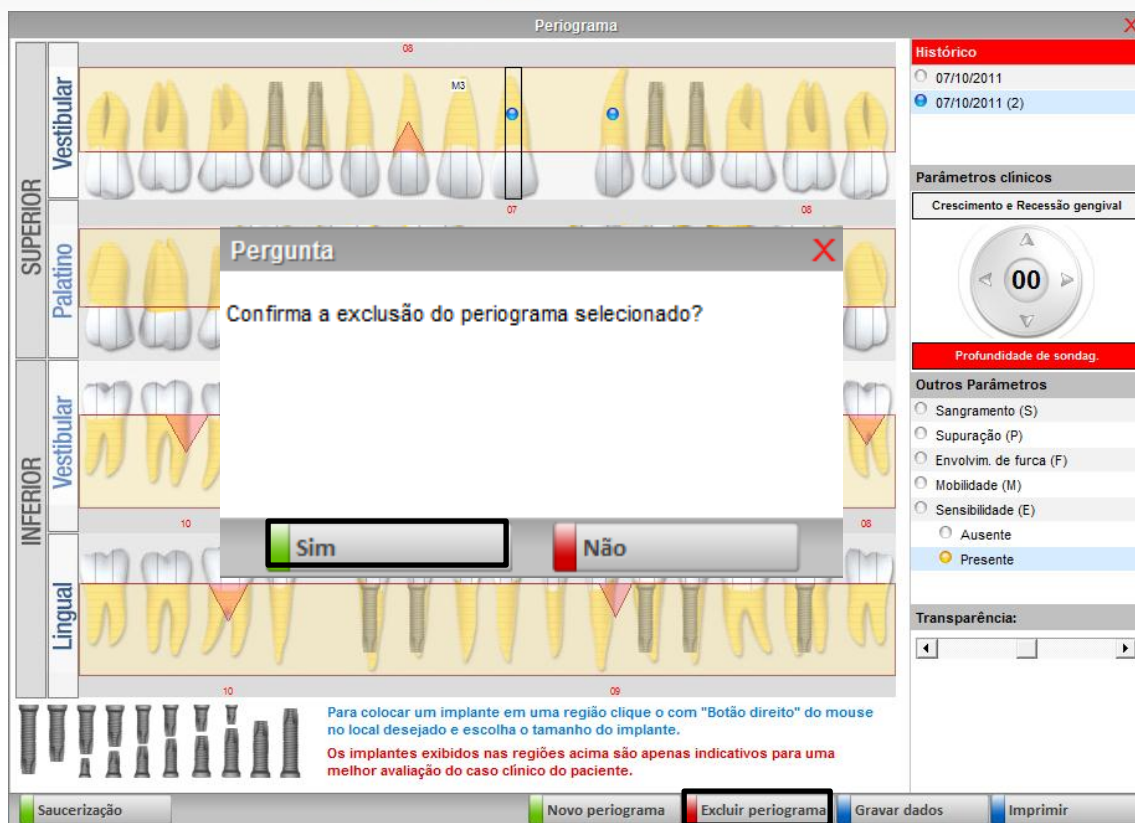 Periograma
X
SUPERIOR
INFERIOR
Vestibular
Palatino
Vestibular
Lingual
08
M3
07
08
Pergunta
X
Confirma a exclusão do periograma selecionado?
Sim
Não
10
08
10
09
Histórico
07/10/2011
07/10/2011 (2)
Parâmetros clínicos
Crescimento e Recessão gengival
00
Profundidade de sondag.
Outros Parâmetros
Sangramento (S)
Supuração (P)
Envolvim. de furca (F)
Mobilidade (M)
Sensibilidade (E)
Ausente
Presente
Transparência:
Para colocar um implante em uma região clique o com "Botão direito" do mouse
no local desejado e escolha o tamanho do implante.
Os implantes exibidos nas regiões acima são apenas indicativos para uma
melhor avaliação do caso clínico do paciente.
Saucerização
Novo periograma
Excluir periograma
Gravar dados
Imprimir